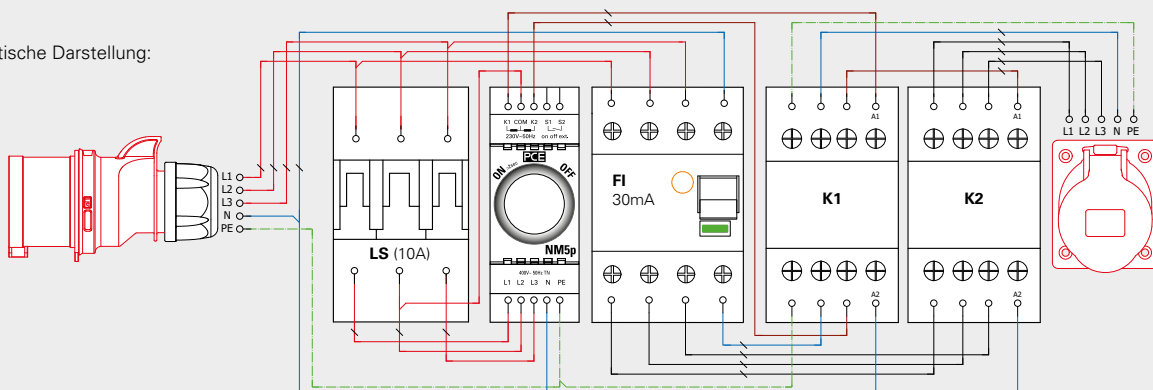 tische Darstellung:
L1
L2
L3
N
PE
LS (10A)
K1 COM K2 S1 S2
230V~50Hz on off ext.
PCE
ON ~2sec OFF
NM5p
400V~ 50Hz TN
L1 L2 L3 N PE
FI
30mA
A1
K1
A2
A1
K2
A2
L1 L2 L3 N PE